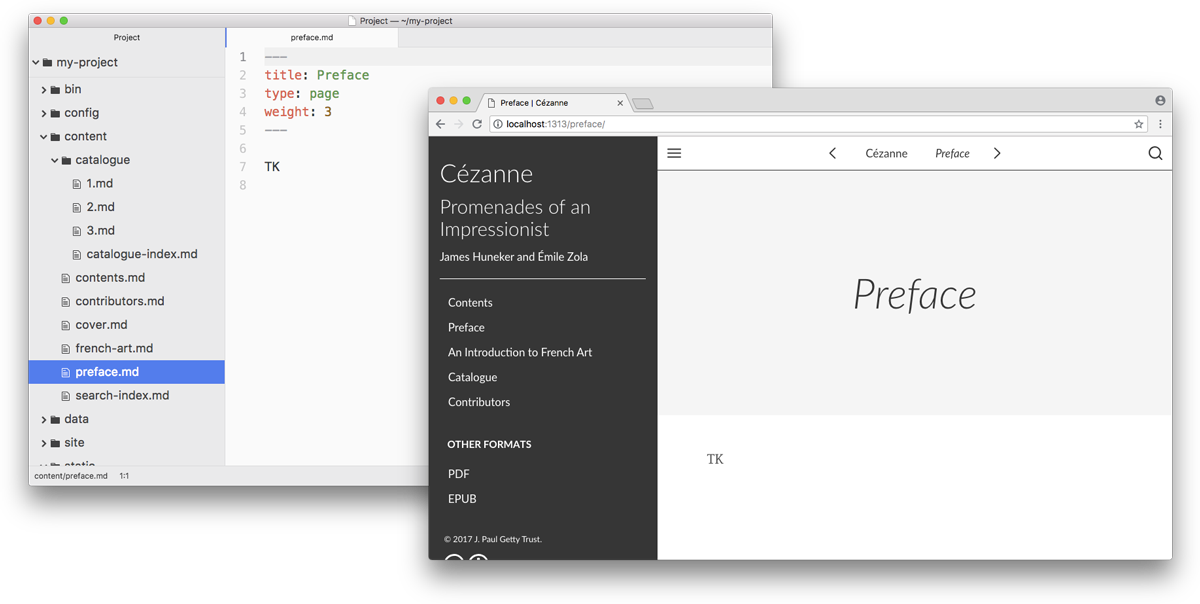 Project — ~/my-project
Project
my-project
bin
config
content
catalogue
1.md
2.md
3.md
catalogue-index.md
contents.md
contributors.md
cover.md
french-art.md
preface.md
search-index.md
data
site
static
content/preface.md 1:1
preface.md
1 ---
2 title: Preface
3 type: page
4 weight: 3
5 ---
6
7 TK
8
Preface | Cézanne
localhost:1313/preface/
Cézanne
Promenades of an
Impressionist
James Huneker and Émile Zola
Contents
Preface
An Introduction to French Art
Catalogue
Contributors
OTHER FORMATS
PDF
EPUB
© 2017 J. Paul Getty Trust.
Cézanne Preface
Preface
TK